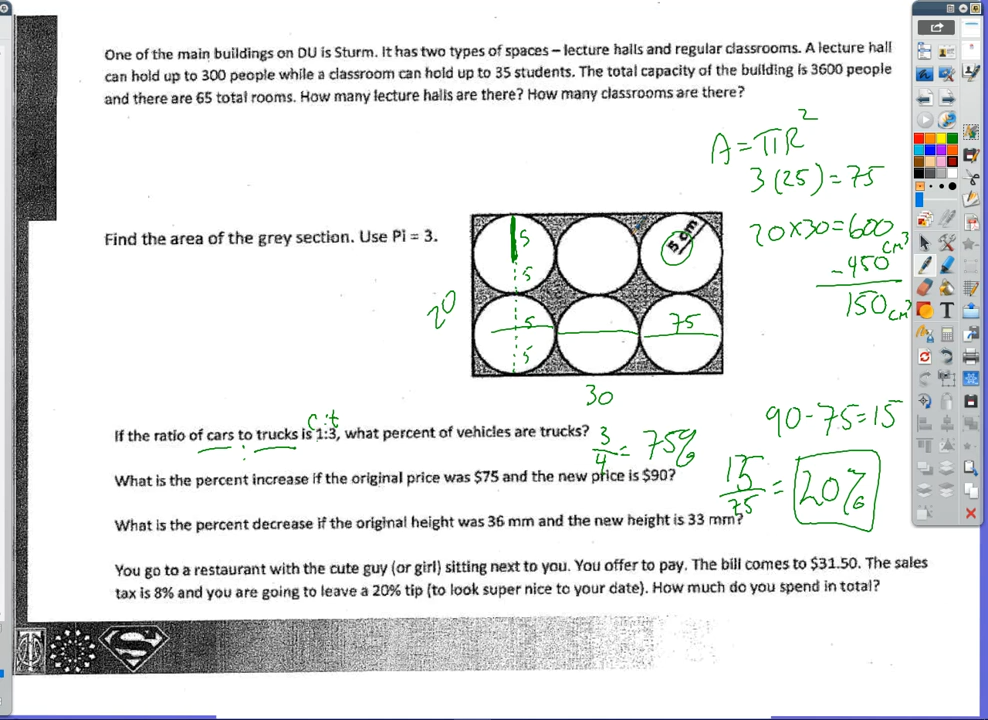 One of the main buildings on DU is Sturm. It has two types of spaces – lecture halls and regular classrooms. A lecture hall
can hold up to 300 people while a classroom can hold up to 35 students. The total capacity of the building is 3600 people
and there are 65 total rooms. How many lecture halls are there? How many classrooms are there?
A = πR²
3(25) = 75
Find the area of the grey section. Use Pi = 3.
5
5
5
5
5 cm
75
20
30
20×30=600
cm³
-450
150 cm³
90-75=15
C:t
If the ratio of cars to trucks is 1:3, what percent of vehicles are trucks?
3/4 = 75%
What is the percent increase if the original price was $75 and the new price is $90?
15/75 = 20%
What is the percent decrease if the original height was 36 mm and the new height is 33 mm?
You go to a restaurant with the cute guy (or girl) sitting next to you. You offer to pay. The bill comes to $31.50. The sales
tax is 8% and you are going to leave a 20% tip (to look super nice to your date). How much do you spend in total?
S
T